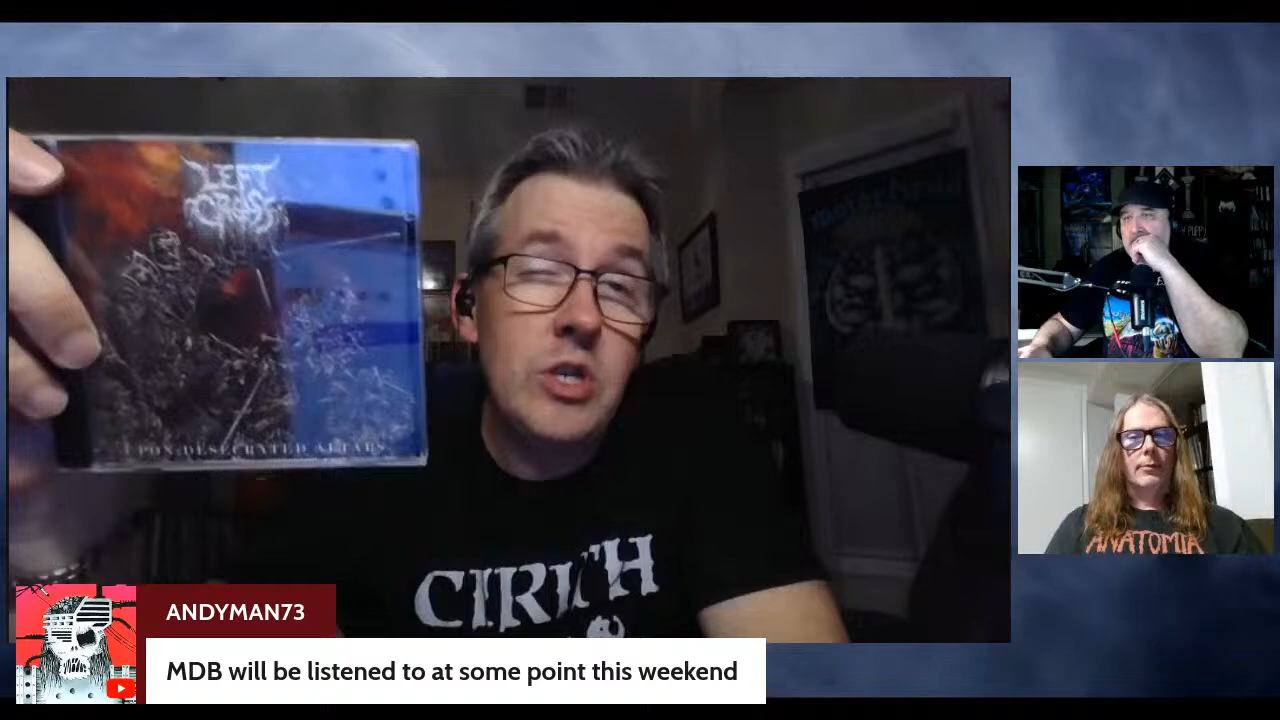 LEFT
CROSS
UPON DESECRATED ALTARS
CIRITH
ANATOMIA
ANDYMAN73
MDB will be listened to at some point this weekend